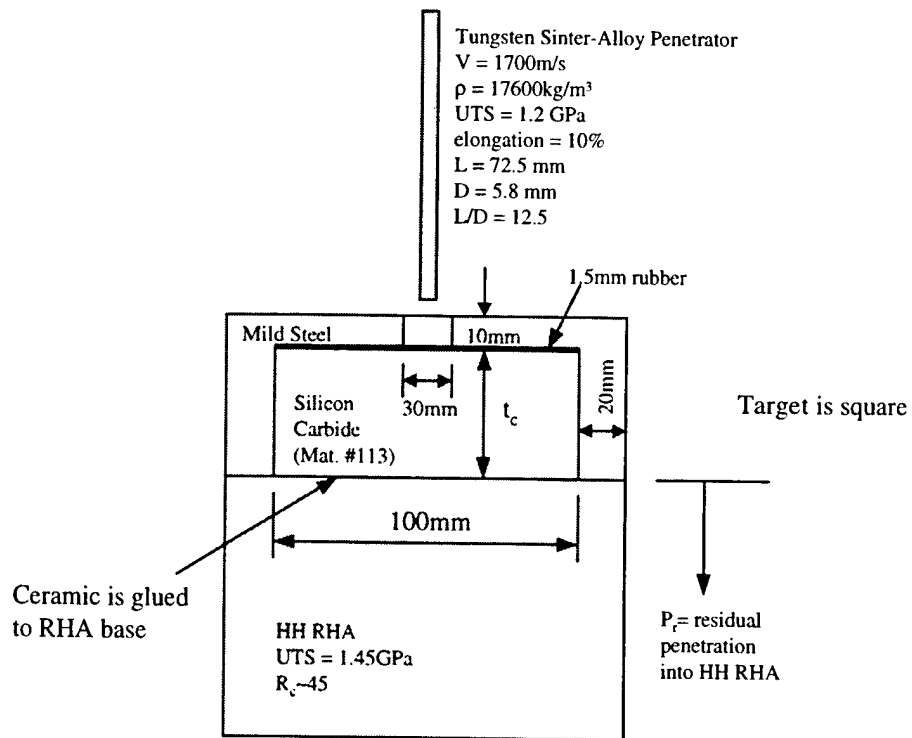 Tungsten Sinter-Alloy Penetrator
V = 1700m/s
ρ = 17600kg/m³
UTS = 1.2 GPa
elongation = 10%
L = 72.5 mm
D = 5.8 mm
L/D = 12.5
1.5mm rubber
Mild Steel
10mm
30mm
t_c
20mm
Silicon
Carbide
(Mat. #113)
Target is square
100mm
Ceramic is glued
to RHA base
HH RHA
UTS = 1.45GPa
R_c~45
P_r= residual
penetration
into HH RHA